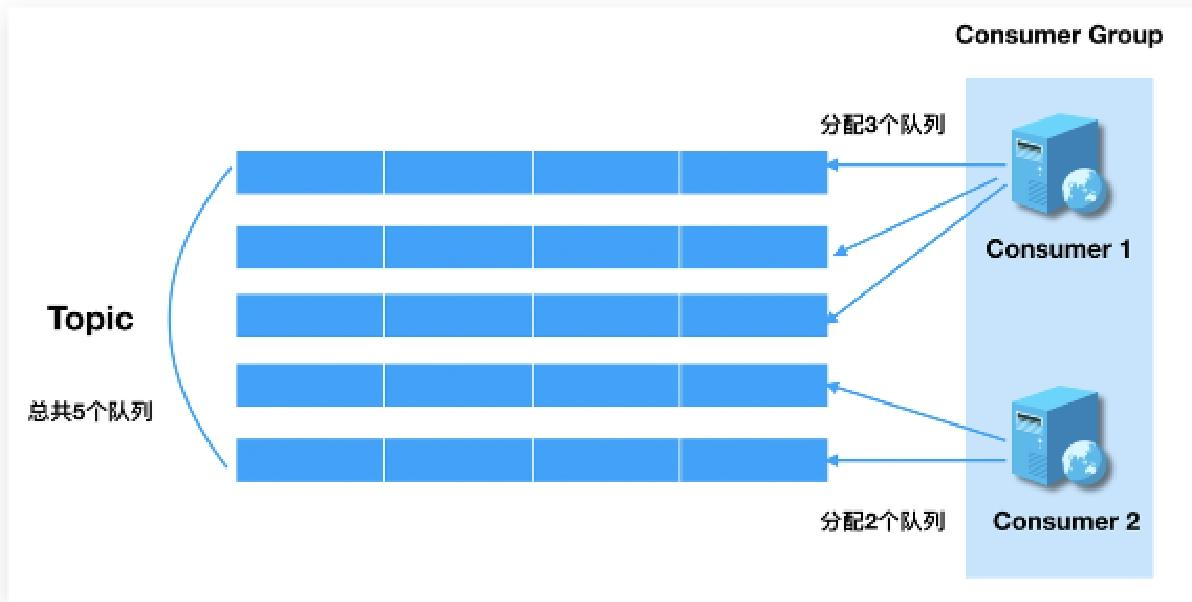 Consumer Group
分配3个队列
Consumer 1
Topic
总共5个队列
分配2个队列
Consumer 2